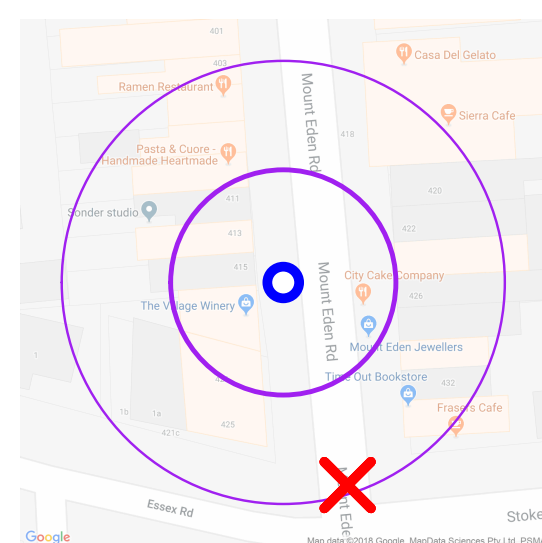 401
403
Casa Del Gelato
Ramen Restaurant
Mount Eden Rd
Sierra Cafe
418
Pasta & Cuore -
Handmade Heartmade
420
411
Sonder studio
422
413
415
City Cake Company
Mount Eden Rd
426
The Village Winery
Mount Eden Jewellers
1
Time Out Bookstore
432
1b
1a
Frasers Cafe
425
421c
Essex Rd
Stoke
Google
Map data ©2018 Google, MapData Sciences Pty Ltd, PSMA